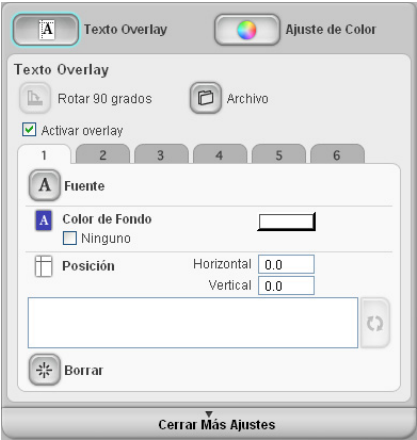 Texto Overlay
Ajuste de Color
Texto Overlay
Rotar 90 grados
Archivo
Activar overlay
1 2 3 4 5 6
A Fuente
A Color de Fondo
Ninguno
Posición
Horizontal 0.0
Vertical 0.0
Borrar
Cerrar Más Ajustes